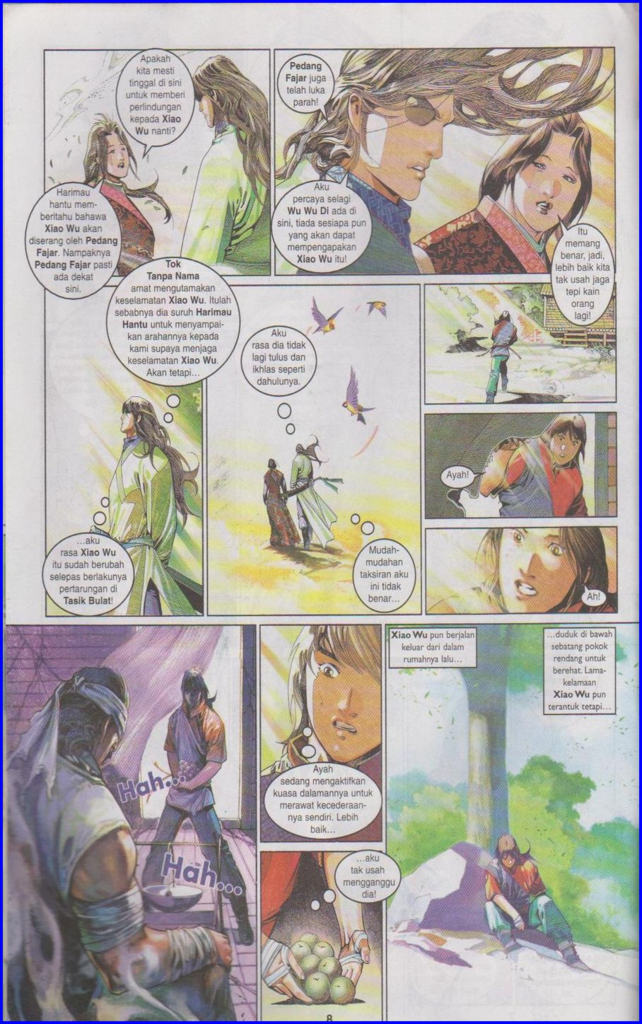 Apakah
kita mesti
tinggal di sini
untuk memberi
perlindungan
kepada Xiao
Wu nanti?
Harimau
hantu mem-
beritahu bahawa
Xiao Wu akan
diserang oleh Pedang
Fajar. Nampaknya
Pedang Fajar pasti
ada dekat
sini.
Pedang
Fajar juga
telah luka
parah!
Aku
percaya selagi
Wu Wu Di ada di
sini, tiada sesiapa pun
yang akan dapat
mempengapakan
Xiao Wu itu!
Itu
memang
benar, jadi,
lebih baik kita
tak usah jaga
tepi kain
orang
lagi!
Tok
Tanpa Nama
amat mengutamakan
keselamatan Xiao Wu. Itulah
sebabnya dia suruh Harimau
Hantu untuk menyampai-
kan arahannya kepada
kami supaya menjaga
keselamatan Xiao Wu.
Akan tetapi...
...aku
rasa Xiao Wu
itu sudah berubah
selepas berlakunya
pertarungan di
Tasik Bulat!
Aku
rasa dia tidak
lagi tulus dan
ikhlas seperti
dahulunya.
Mudah-
mudahan
taksiran aku
ini tidak
benar...
Ayah!
Ah!
Hah...
Hah...
Ayah
sedang mengaktifkan
kuasa dalamannya untuk
merawat kecederaan-
nya sendiri. Lebih
baik...
...aku
tak usah
mengganggu
dia!
Xiao Wu pun berjalan
keluar dari dalam
rumahnya lalu...
...duduk di bawah
sebatang pokok
rendang untuk
berehat. Lama-
kelamaan
Xiao Wu pun
terantuk tetapi...
8